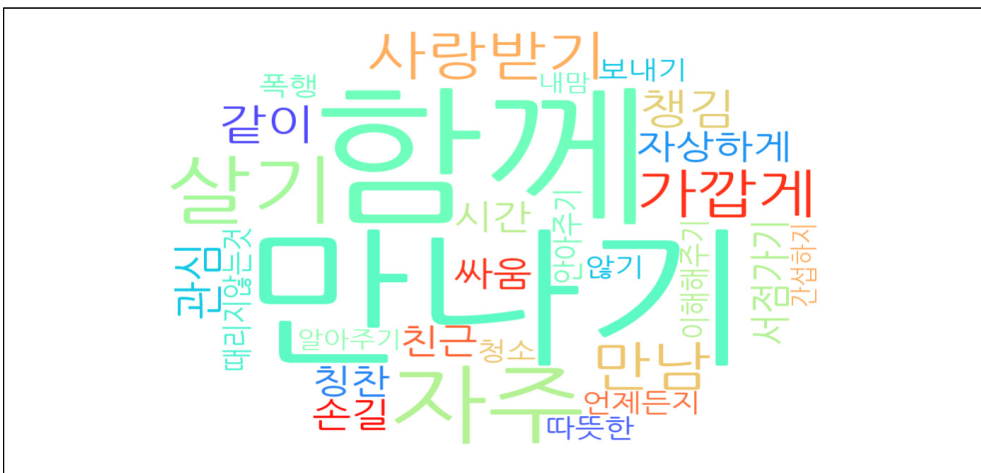 사랑받기
보내기
내맘
폭행
챙김
같이
함께
자상하게
살기
가깝게
시간
안아주기
만나기
관심
때리지않는것
싸움
않기
이해해주기
서점가기
간섭하지
알아주기
친근
청소
만남
칭찬
자주
언제든지
손길
따뜻한